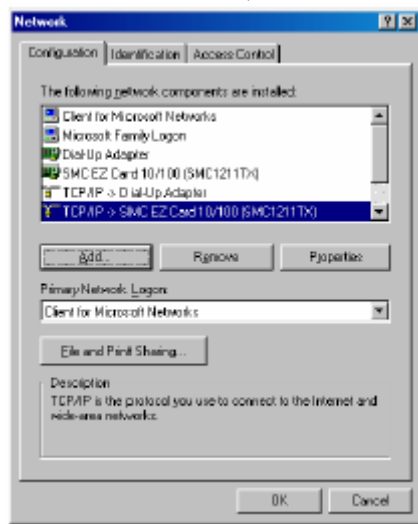 Network
Configuration
Identification
Access Control
The following network components are installed:
Client for Microsoft Networks
Microsoft Family Logon
Dial-Up Adapter
SMC EZ Card 10/100 (SMC1211TX)
TCP/IP -> Dial-Up Adapter
TCP/IP -> SMC EZ Card 10/100 (SMC1211TX)
Add...
Remove
Properties
Primary Network Logon:
Client for Microsoft Networks
File and Print Sharing...
Description
TCP/IP is the protocol you use to connect to the Internet and
wide-area networks.
OK
Cancel